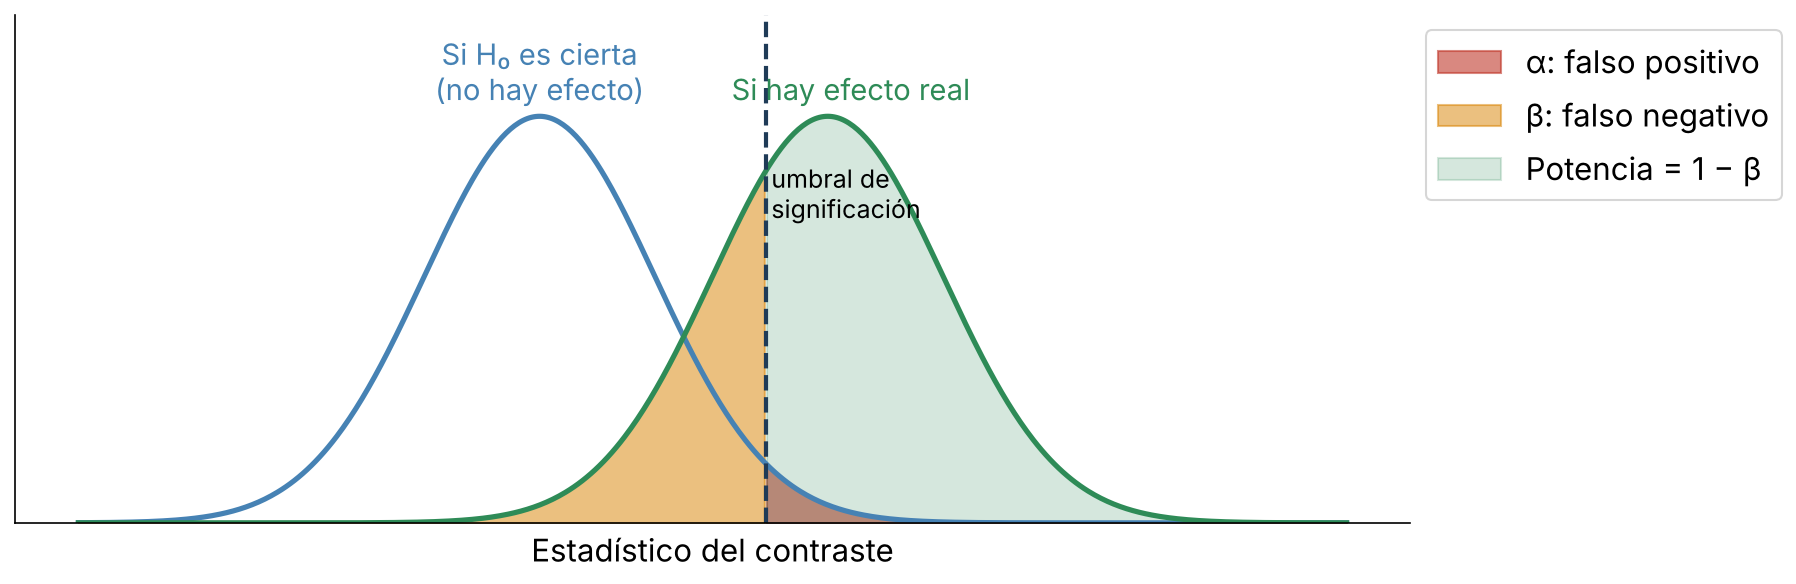 Si H₀ es cierta
(no hay efecto)
Si hay efecto real
umbral de
significación
Estadístico del contraste
α: falso positivo
β: falso negativo
Potencia = 1 − β